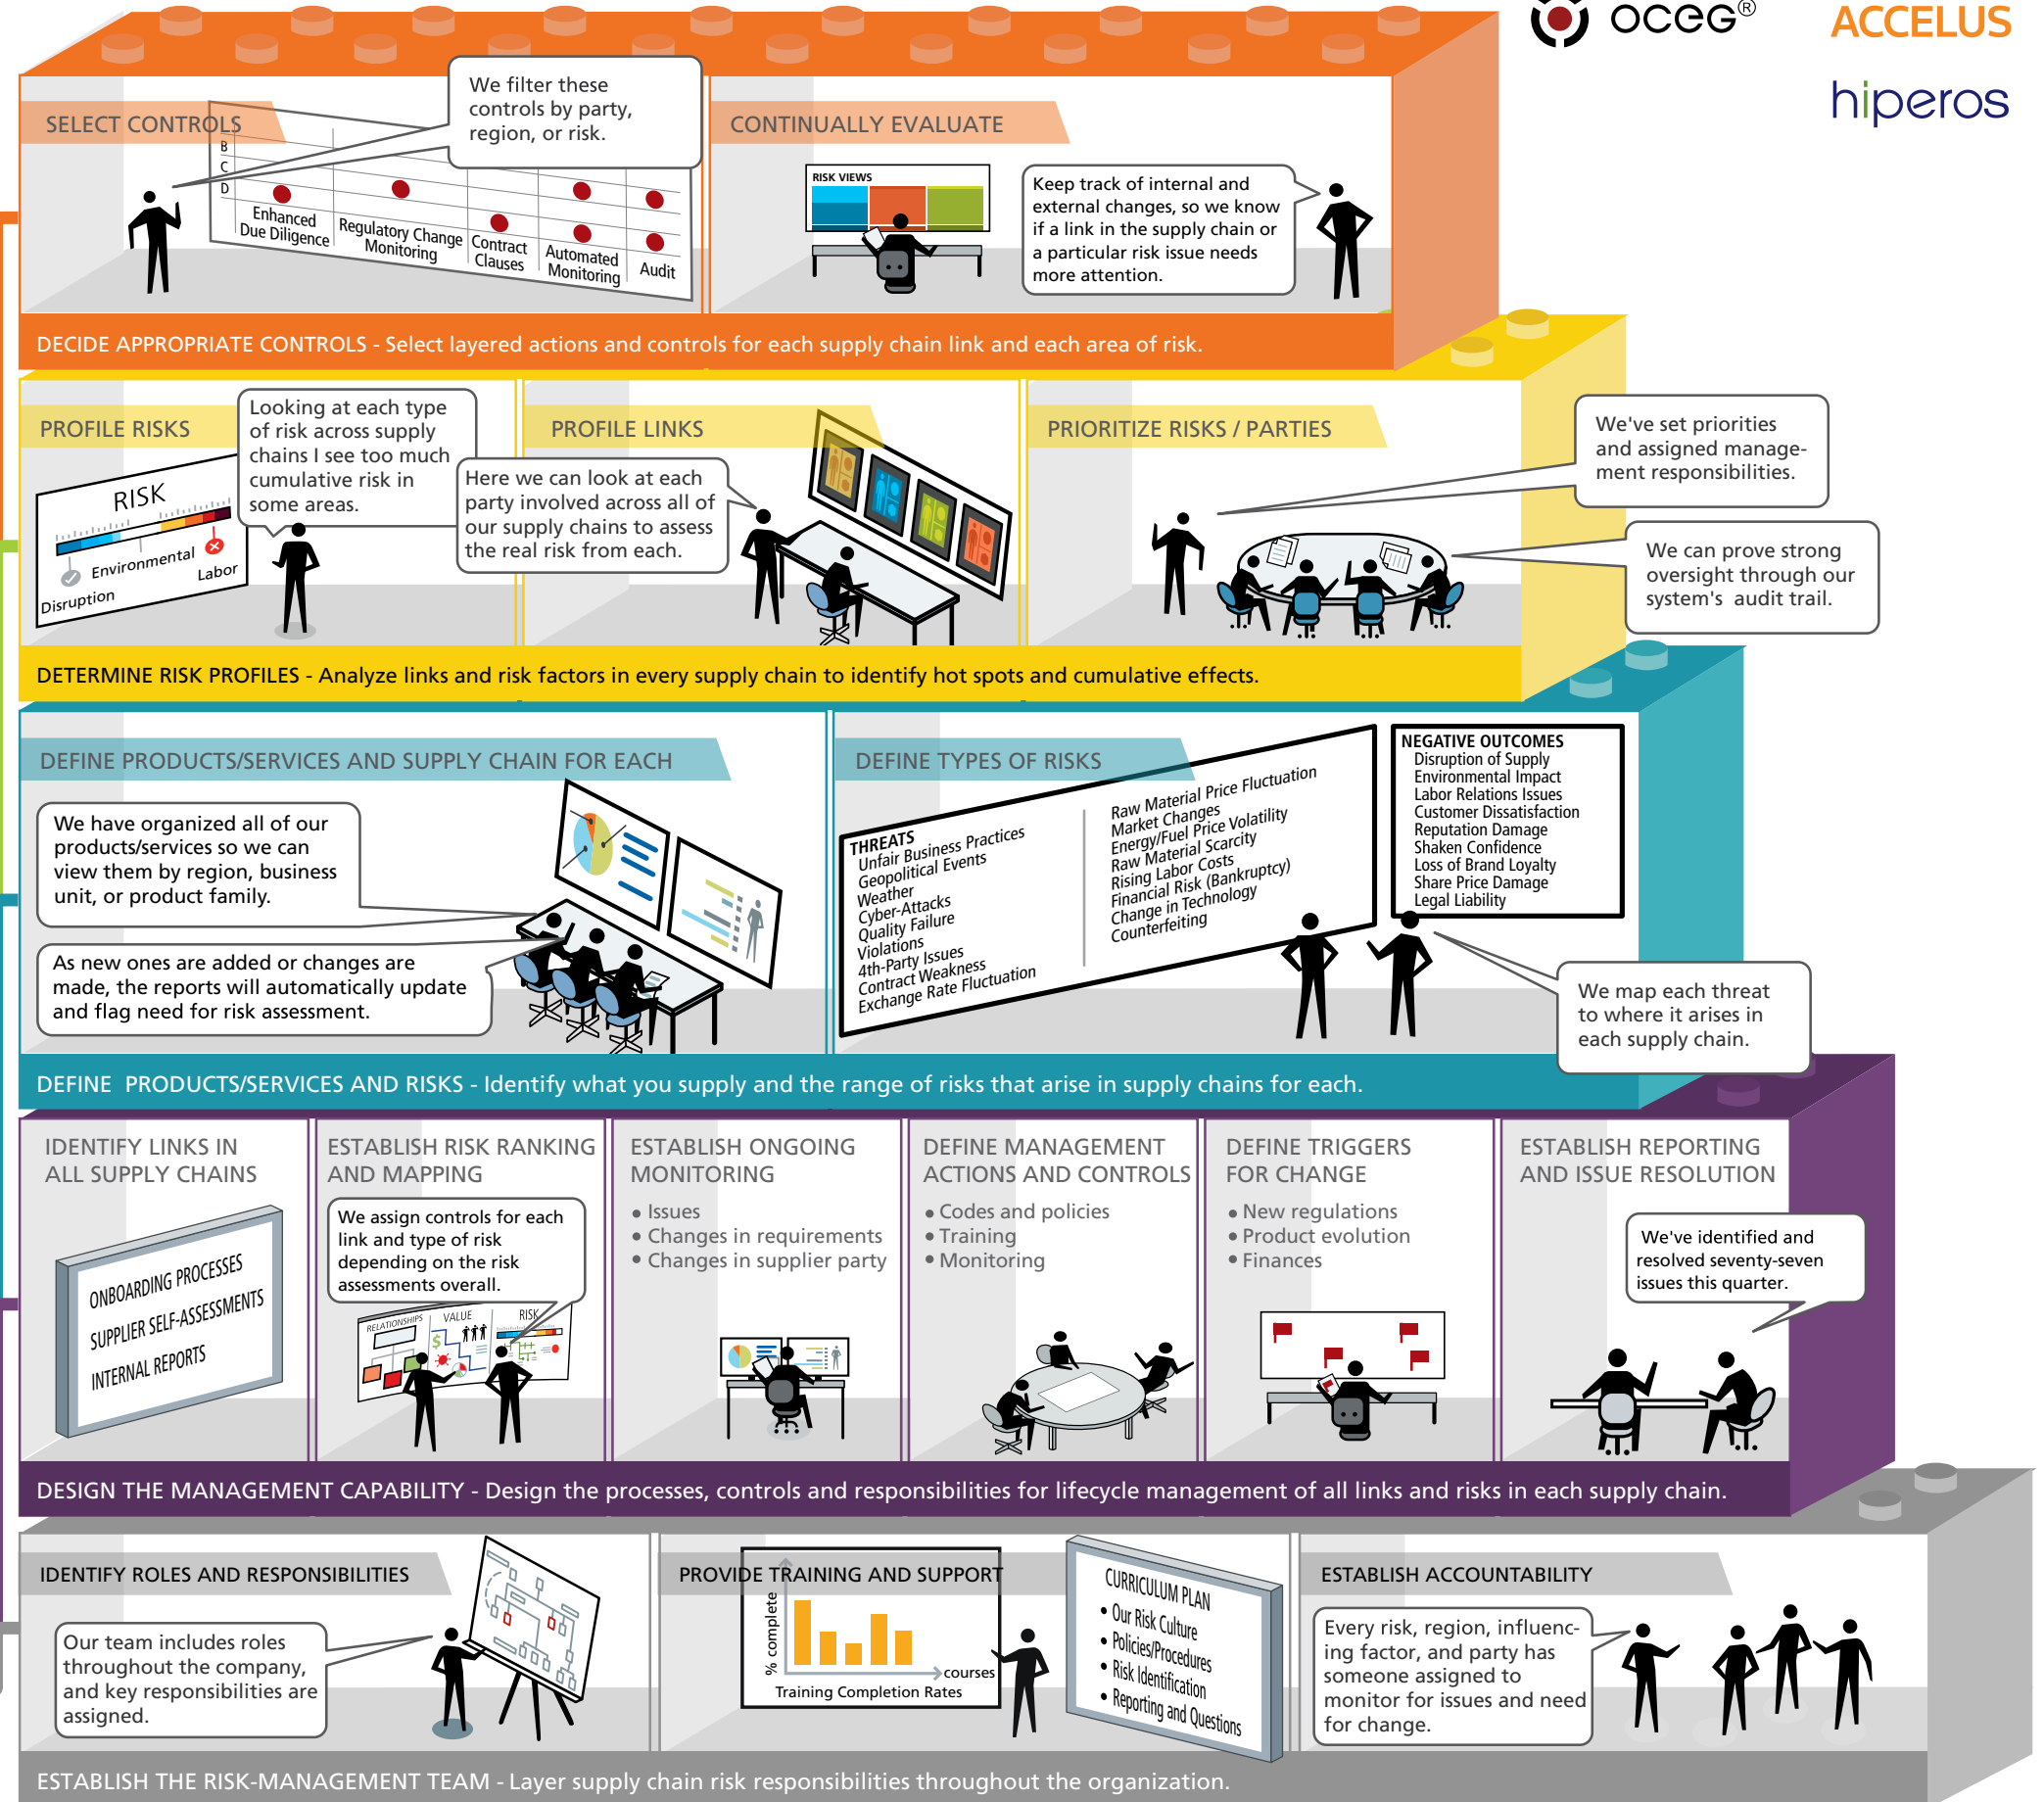 OCEG®
ACCELUS
hiperos
SELECT CONTROLS
We filter these
controls by party,
region, or risk.
B
C
D
Enhanced
Due Diligence
Regulatory Change
Monitoring
Contract
Clauses
Automated
Monitoring
Audit
CONTINUALLY EVALUATE
RISK VIEWS
Keep track of internal and
external changes, so we know
if a link in the supply chain or
a particular risk issue needs
more attention.
DECIDE APPROPRIATE CONTROLS - Select layered actions and controls for each supply chain link and each area of risk.
PROFILE RISKS
Looking at each type
of risk across supply
chains I see too much
cumulative risk in
some areas.
RISK
Environmental
Labor
Disruption
PROFILE LINKS
Here we can look at each
party involved across all of
our supply chains to assess
the real risk from each.
PRIORITIZE RISKS / PARTIES
We've set priorities
and assigned manage-
ment responsibilities.
We can prove strong
oversight through our
system's audit trail.
DETERMINE RISK PROFILES - Analyze links and risk factors in every supply chain to identify hot spots and cumulative effects.
DEFINE PRODUCTS/SERVICES AND SUPPLY CHAIN FOR EACH
We have organized all of our
products/services so we can
view them by region, business
unit, or product family.
As new ones are added or changes are
made, the reports will automatically update
and flag need for risk assessment.
DEFINE TYPES OF RISKS
THREATS
Unfair Business Practices
Geopolitical Events
Weather
Cyber-Attacks
Quality Failure
Violations
4th-Party Issues
Contract Weakness
Exchange Rate Fluctuation
Raw Material Price Fluctuation
Market Changes
Energy/Fuel Price Volatility
Raw Material Scarcity
Rising Labor Costs
Financial Risk (Bankruptcy)
Change in Technology
Counterfeiting
NEGATIVE OUTCOMES
Disruption of Supply
Environmental Impact
Labor Relations Issues
Customer Dissatisfaction
Reputation Damage
Shaken Confidence
Loss of Brand Loyalty
Share Price Damage
Legal Liability
We map each threat
to where it arises in
each supply chain.
DEFINE PRODUCTS/SERVICES AND RISKS - Identify what you supply and the range of risks that arise in supply chains for each.
IDENTIFY LINKS IN
ALL SUPPLY CHAINS
ONBOARDING PROCESSES
SUPPLIER SELF-ASSESSMENTS
INTERNAL REPORTS
ESTABLISH RISK RANKING
AND MAPPING
We assign controls for each
link and type of risk
depending on the risk
assessments overall.
RELATIONSHIPS
VALUE
RISK
$
ESTABLISH ONGOING
MONITORING
• Issues
• Changes in requirements
• Changes in supplier party
DEFINE MANAGEMENT
ACTIONS AND CONTROLS
• Codes and policies
• Training
• Monitoring
DEFINE TRIGGERS
FOR CHANGE
• New regulations
• Product evolution
• Finances
ESTABLISH REPORTING
AND ISSUE RESOLUTION
We've identified and
resolved seventy-seven
issues this quarter.
DESIGN THE MANAGEMENT CAPABILITY - Design the processes, controls and responsibilities for lifecycle management of all links and risks in each supply chain.
IDENTIFY ROLES AND RESPONSIBILITIES
Our team includes roles
throughout the company,
and key responsibilities are
assigned.
PROVIDE TRAINING AND SUPPORT
% complete
courses
Training Completion Rates
CURRICULUM PLAN
• Our Risk Culture
• Policies/Procedures
• Risk Identification
• Reporting and Questions
ESTABLISH ACCOUNTABILITY
Every risk, region, influenc-
ing factor, and party has
someone assigned to
monitor for issues and need
for change.
ESTABLISH THE RISK-MANAGEMENT TEAM - Layer supply chain risk responsibilities throughout the organization.